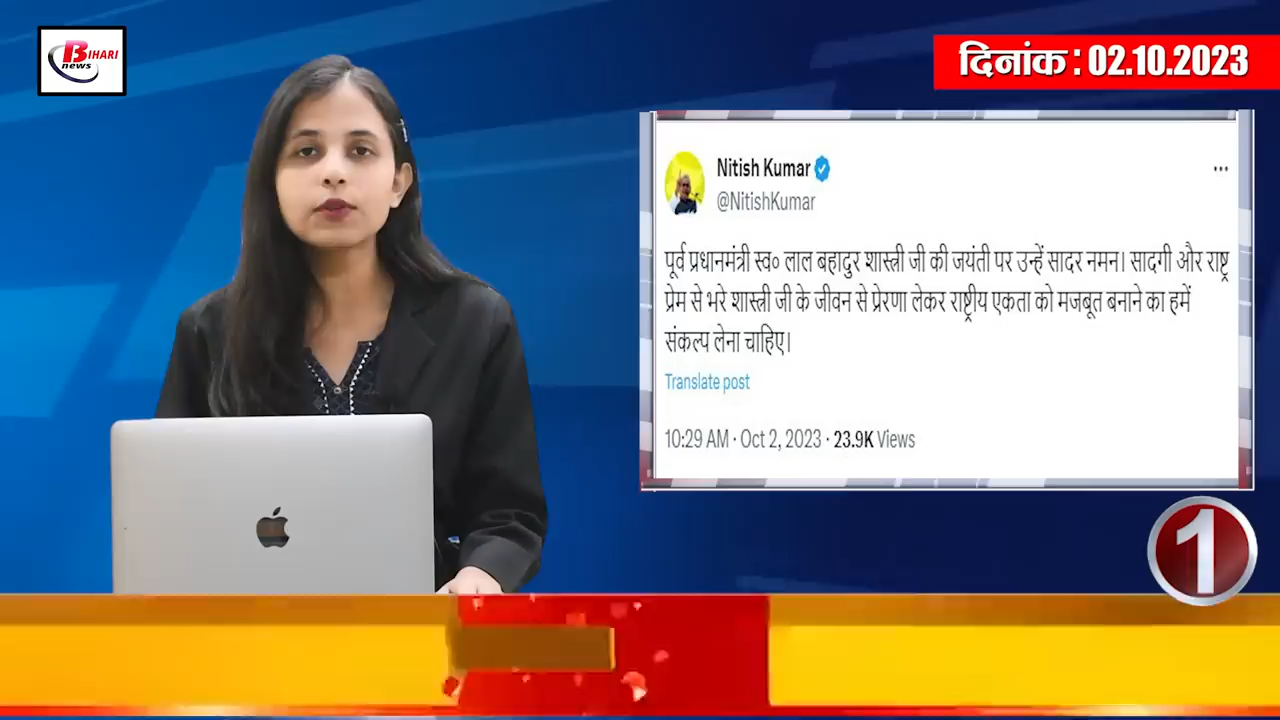 BIHARI
news
दिनांक : 02.10.2023
Nitish Kumar
@NitishKumar
पूर्व प्रधानमंत्री स्व० लाल बहादुर शास्त्री जी की जयंती पर उन्हें सादर नमन। सादगी और राष्ट्र
प्रेम से भरे शास्त्री जी के जीवन से प्रेरणा लेकर राष्ट्रीय एकता को मजबूत बनाने का हमें
संकल्प लेना चाहिए।
Translate post
10:29 AM · Oct 2, 2023 · 23.9K Views
1